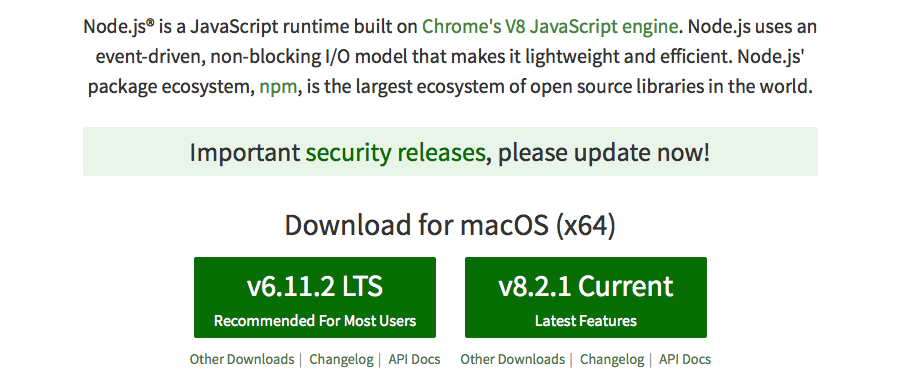 Node.js® is a JavaScript runtime built on Chrome's V8 JavaScript engine. Node.js uses an
event-driven, non-blocking I/O model that makes it lightweight and efficient. Node.js'
package ecosystem, npm, is the largest ecosystem of open source libraries in the world.
Important security releases, please update now!
Download for macOS (x64)
v6.11.2 LTS
Recommended For Most Users
Other Downloads | Changelog | API Docs
v8.2.1 Current
Latest Features
Other Downloads | Changelog | API Docs